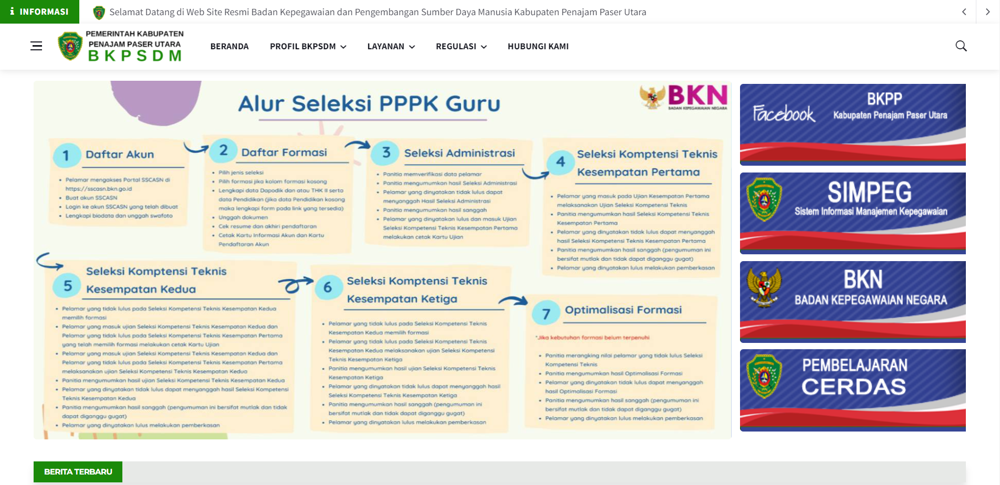 INFORMASI
Selamat Datang di Web Site Resmi Badan Kepegawaian dan Pengembangan Sumber Daya Manusia Kabupaten Penajam Paser Utara
PEMERINTAH KABUPATEN
PENAJAM PASER UTARA
BKPSDM
BERANDA
PROFIL BKPSDM
LAYANAN
REGULASI
HUBUNGI KAMI
Alur Seleksi PPPK Guru
BKN
BADAN KEPEGAWAIAN NEGARA
1
Daftar Akun
• Pelamar mengakses Portal SSCASN di
https://sscasn.bkn.go.id
• Buat akun SSCASN
• Login ke akun SSCASN yang telah dibuat
• Lengkapi biodata dan unggah swafoto
2
Daftar Formasi
• Pilih jenis seleksi
• Pilih formasi jika kolom formasi kosong
• Lengkapi data Dapodik dan atau THK II serta
data Pendidikan (jika data Pendidikan kosong
maka lengkapi form pada link yang tersedia)
• Unggah dokumen
• Cek resume dan akhiri pendaftaran
• Cetak Kartu Informasi Akun dan Kartu
Pendaftaran Akun
3
Seleksi Administrasi
• Panitia memverifikasi data pelamar
• Panitia mengumumkan hasil Seleksi Administrasi
• Pelamar yang dinyatakan tidak lulus dapat
menyanggah Hasil Seleksi Administrasi
• Panitia mengumumkan hasil sanggah
• Pelamar yang dinyatakan lulus dan masuk Ujian
Seleksi Kompetensi Teknis Kesempatan Pertama
melakukan cetak Kartu Ujian
4
Seleksi Komptensi Teknis
Kesempatan Pertama
• Pelamar yang masuk pada Ujian Kesempatan Pertama
melaksanakan Ujian Seleksi Kompetensi Teknis
• Panitia mengumumkan hasil Seleksi Kompetensi Teknis
Kesempatan Pertama
• Pelamar yang dinyatakan tidak lulus dapat menyanggah
hasil Seleksi Kompetensi Teknis Kesempatan Pertama
• Panitia mengumumkan hasil sanggah (pengumuman ini
bersifat mutlak dan tidak dapat diganggu gugat)
• Pelamar yang dinyatakan lulus melakukan pemberkasan
5
Seleksi Komptensi Teknis
Kesempatan Kedua
• Pelamar yang tidak lulus pada Seleksi Kompetensi Teknis Kesempatan Kedua
memilih formasi
• Pelamar yang masuk ujian Seleksi Kompetensi Teknis Kesempatan Kedua dan
Pelamar yang tidak lulus pada Seleksi Kompetensi Teknis Kesempatan Pertama
yang telah memilih formasi melakukan cetak Kartu Ujian
• Pelamar yang masuk ujian Seleksi Kompetensi Teknis Kesempatan Kedua dan
Pelamar yang tidak lulus pada Seleksi Kompetensi Teknis Kesempatan Pertama
melaksanakan ujian Seleksi Kompetensi Teknis Kesempatan Kedua
• Panitia mengumumkan hasil ujian Seleksi Kompetensi Teknis Kesempatan Kedua
• Pelamar yang dinyatakan tidak lulus dapat menyanggah hasil Seleksi Kompetensi
Teknis Kesempatan Kedua
• Panitia mengumumkan hasil sanggah (pengumuman ini bersifat mutlak dan tidak
dapat diganggu gugat)
• Pelamar yang dinyatakan lulus melakukan pemberkasan
6
Seleksi Komptensi Teknis
Kesempatan Ketiga
• Pelamar yang tidak lulus pada Seleksi Kompetensi Teknis
Kesempatan Kedua memilih formasi
• Pelamar yang tidak lulus pada Seleksi Kompetensi Teknis
Kesempatan Kedua melaksanakan ujian Seleksi Kompetensi
Teknis Kesempatan Ketiga
• Panitia mengumumkan hasil ujian Seleksi Kompetensi Teknis
Kesempatan Ketiga
• Pelamar yang dinyatakan tidak lulus dapat menyanggah hasil
Seleksi Kompetensi Teknis Kesempatan Ketiga
• Panitia mengumumkan hasil sanggah (pengumuman ini
bersifat mutlak dan tidak dapat diganggu gugat)
• Pelamar yang dinyatakan lulus melakukan pemberkasan
7
Optimalisasi Formasi
*Jika kebutuhan formasi belum terpenuhi
• Panitia merangking nilai pelamar yang tidak lulus Seleksi
Kompetensi Teknis
• Panitia mengumumkan hasil Optimalisasi Formasi
• Pelamar yang dinyatakan tidak lulus dapat menyanggah
hasil Optimalisasi Formasi
• Panitia mengumumkan hasil sanggah (pengumuman ini
bersifat mutlak dan tidak dapat diganggu gugat)
• Pelamar yang dinyatakan lulus melakukan pemberkasan
Facebook
BKPP
Kabupaten Penajam Paser Utara
SIMPEG
Sistem Informasi Manajemen Kepegawaian
BKN
BADAN KEPEGAWAIAN NEGARA
PEMBELAJARAN
CERDAS
BERITA TERBARU